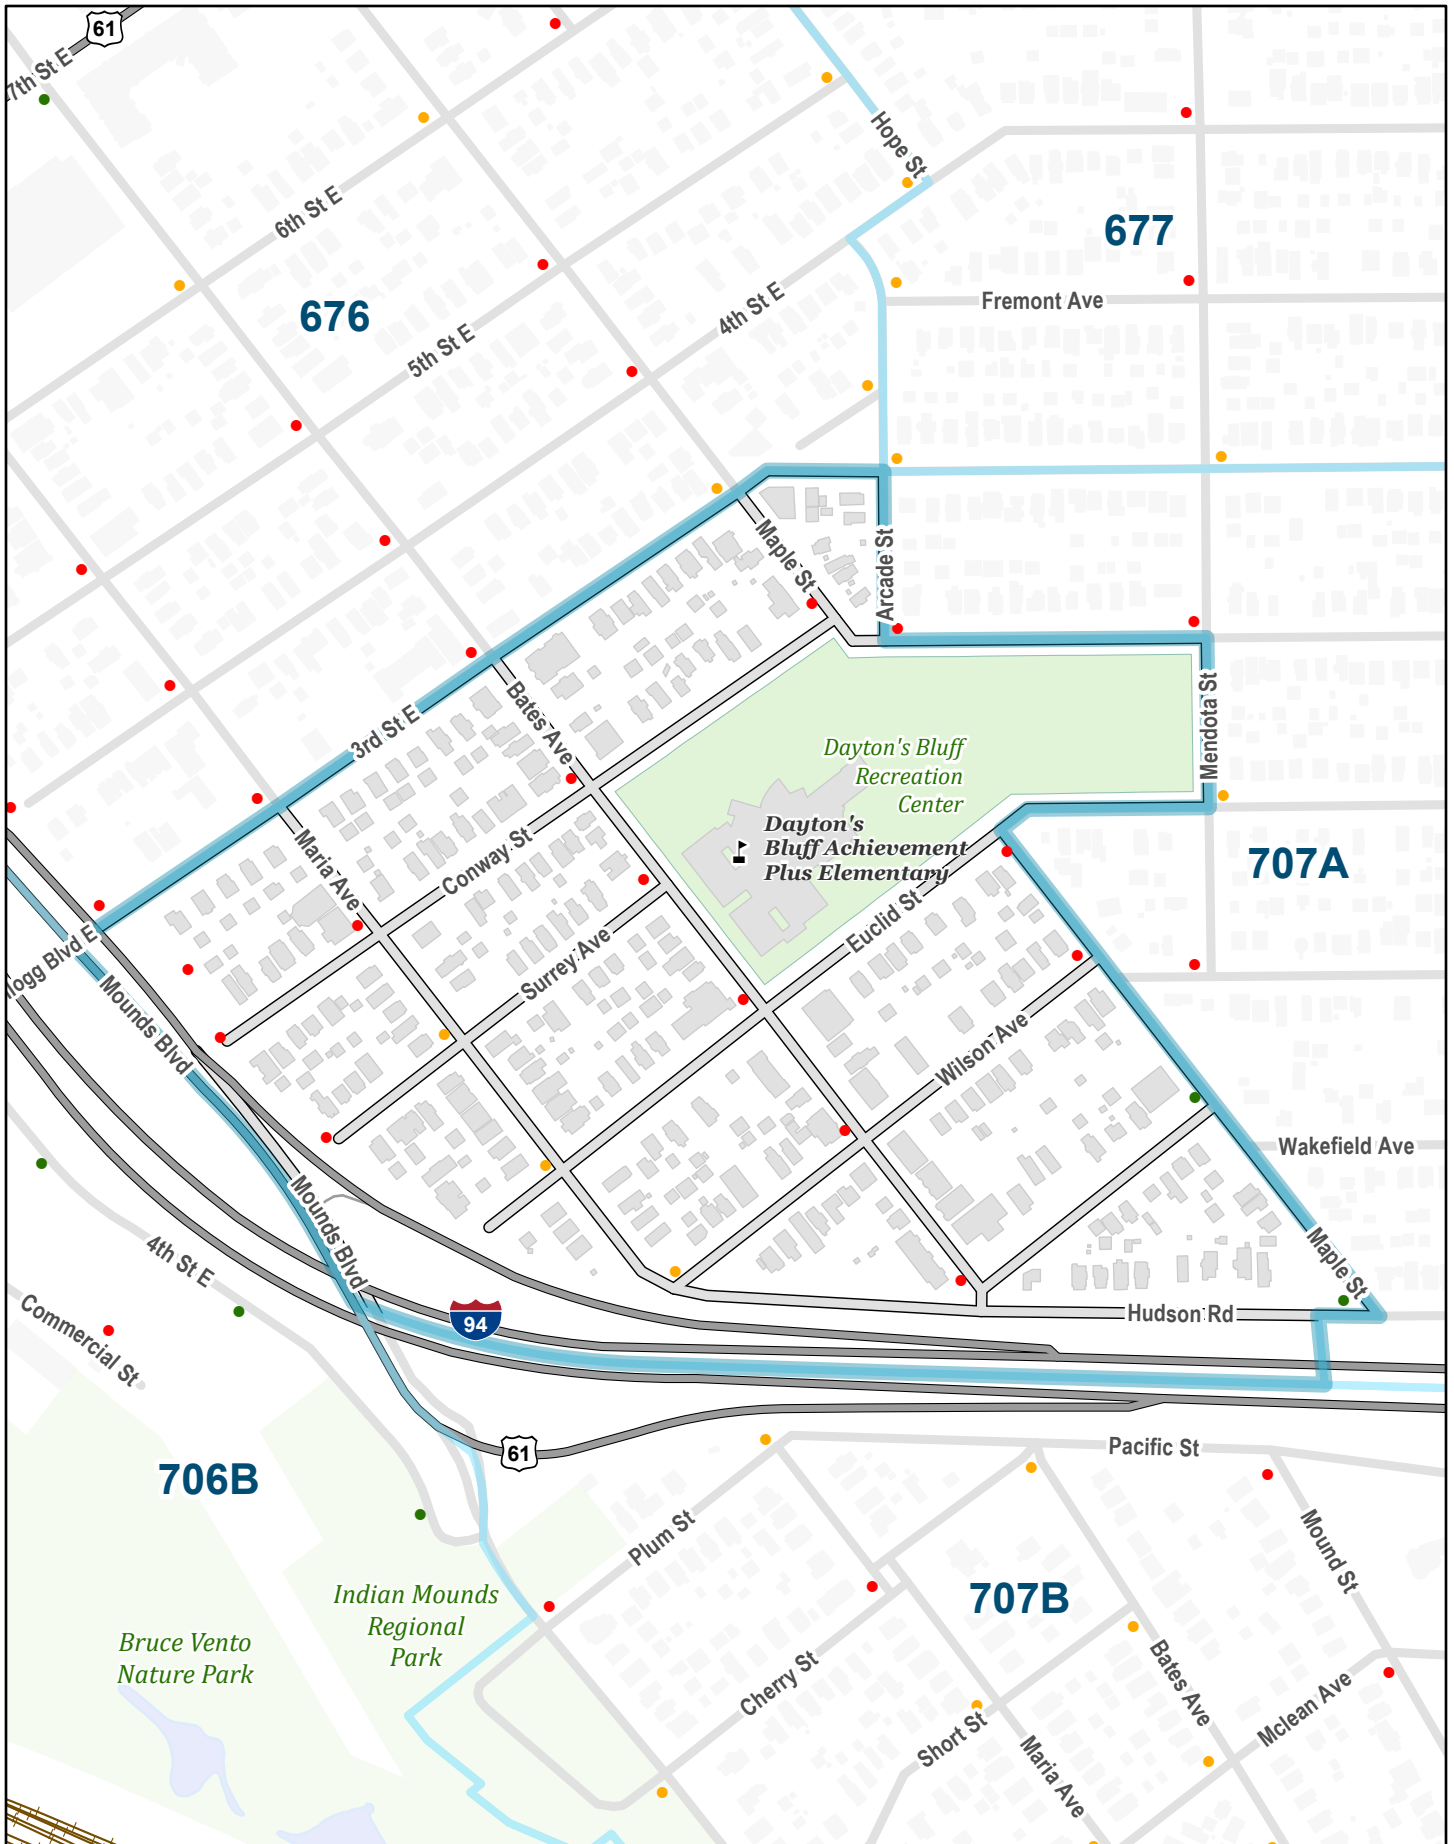 61
7th St E
Hope St
6th St E
677
676
4th St E
Fremont Ave
5th St E
Maple St
Arcade St
Bates Ave
3rd St E
Mendota St
Dayton's Bluff
Recreation
Center
Dayton's
Bluff Achievement
Plus Elementary
Maria Ave
Conway St
707A
Euclid St
logg Blvd E
Surrey Ave
Mounds Blvd
Wilson Ave
Wakefield Ave
Mounds Blvd
4th St E
Maple St
Commercial St
94
Hudson Rd
61
Pacific St
706B
Plum St
Mound St
Indian Mounds
Regional
Park
707B
Bruce Vento
Nature Park
Cherry St
Bates Ave
Mclean Ave
Short St
Maria Ave